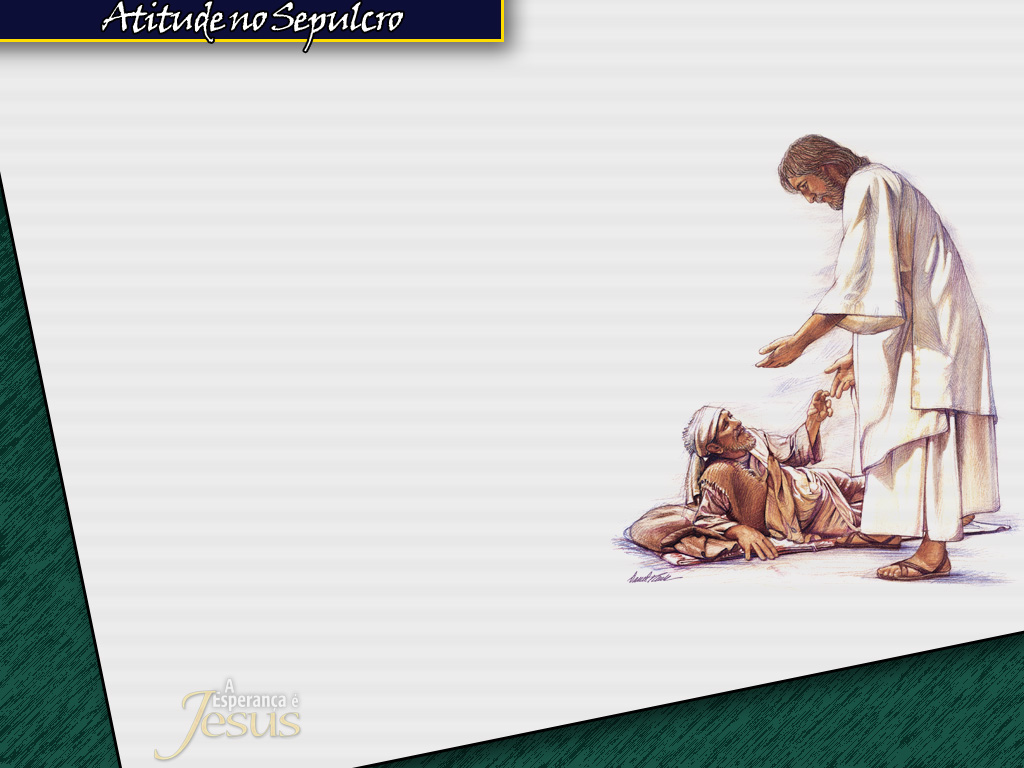 Atitude no Sepulcro
A
Esperança é
Jesus